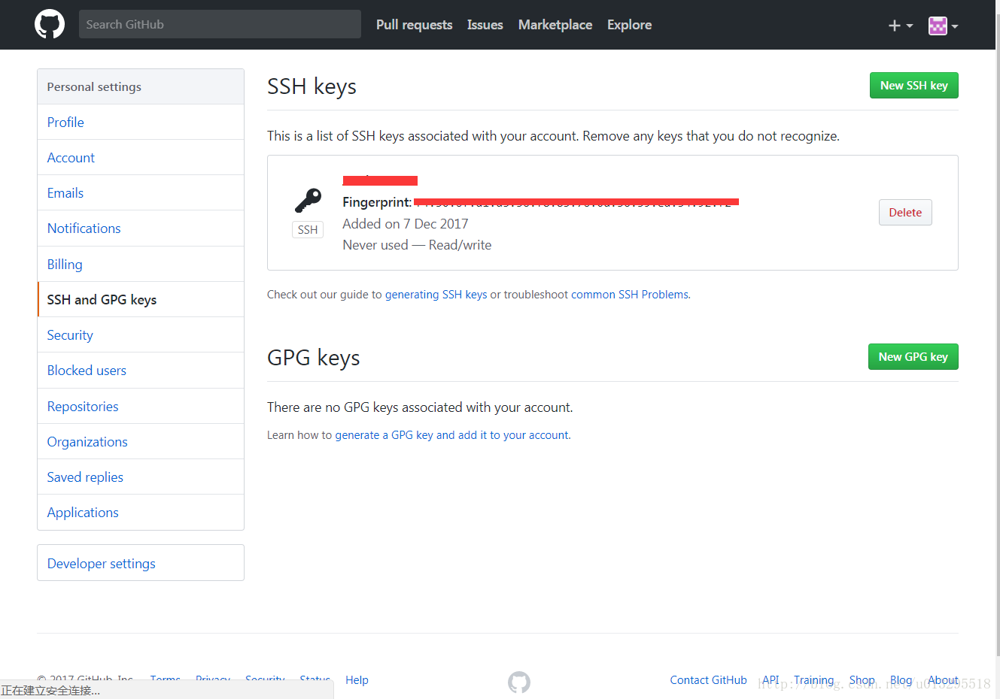 Search GitHub
Pull requests Issues Marketplace Explore
Personal settings
Profile
Account
Emails
Notifications
Billing
SSH and GPG keys
Security
Blocked users
Repositories
Organizations
Saved replies
Applications
Developer settings
SSH keys
New SSH key
This is a list of SSH keys associated with your account. Remove any keys that you do not recognize.
SSH
Fingerprint:
Added on 7 Dec 2017
Never used — Read/write
Delete
Check out our guide to generating SSH keys or troubleshoot common SSH Problems.
GPG keys
New GPG key
There are no GPG keys associated with your account.
Learn how to generate a GPG key and add it to your account.
© 2017 GitHub, Inc. Terms Privacy Security Status Help
Contact GitHub API Training Shop Blog About
正在建立安全连接...
http://blog.csdn.net/u013295518